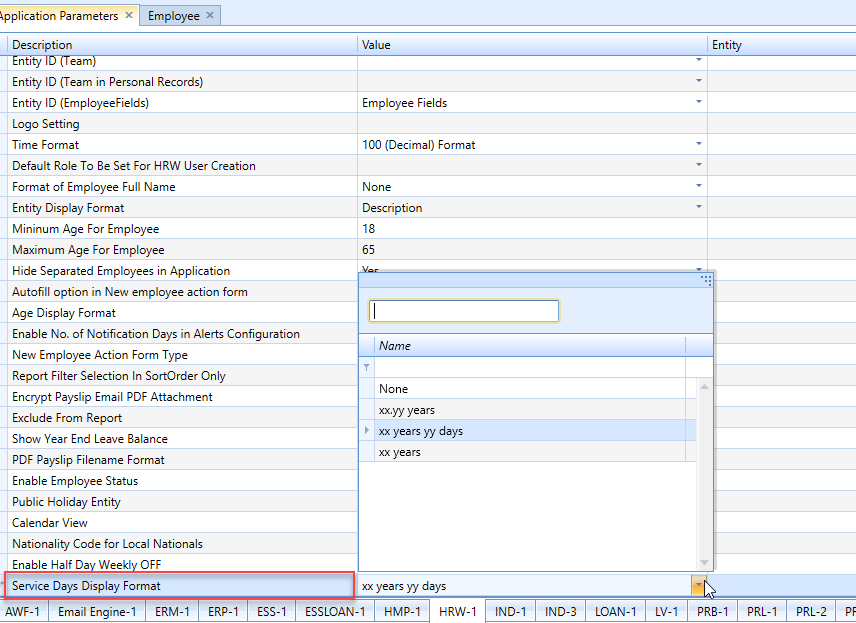 Application Parameters × Employee ×
Description Value Entity
Entity ID (Team)
Entity ID (Team in Personal Records)
Entity ID (EmployeeFields) Employee Fields
Logo Setting
Time Format 100 (Decimal) Format
Default Role To Be Set For HRW User Creation
Format of Employee Full Name None
Entity Display Format Description
Mininum Age For Employee 18
Maximum Age For Employee 65
Hide Separated Employees in Application Yes
Autofill option in New employee action form
Age Display Format
Enable No. of Notification Days in Alerts Configuration
New Employee Action Form Type
Report Filter Selection In SortOrder Only
Encrypt Payslip Email PDF Attachment
Exclude From Report
Show Year End Leave Balance
PDF Payslip Filename Format
Enable Employee Status
Public Holiday Entity
Calendar View
Nationality Code for Local Nationals
Enable Half Day Weekly OFF
Name
None
xx.yy years
xx years yy days
xx years
Service Days Display Format xx years yy days
AWF-1 Email Engine-1 ERM-1 ERP-1 ESS-1 ESSLOAN-1 HMP-1 HRW-1 IND-1 IND-3 LOAN-1 LV-1 PRB-1 PRL-1 PRL-2